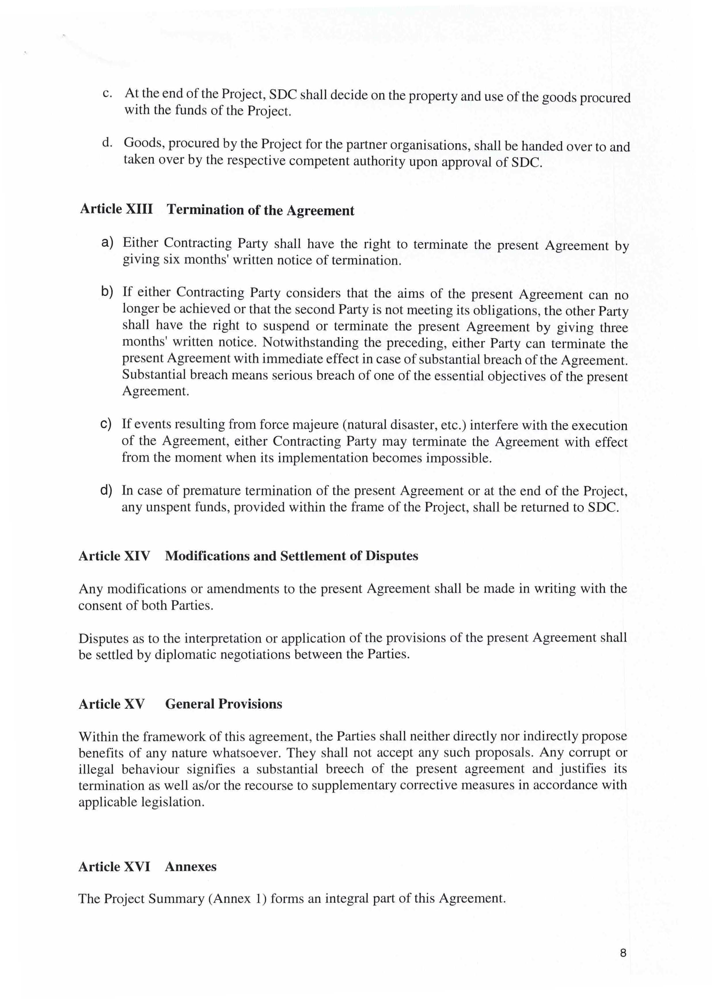 c. At the end of the Project, SDC shall decide on the property and use of the goods procured
with the funds of the Project.
d. Goods, procured by the Project for the partner organisations, shall be handed over to and
taken over by the respective competent authority upon approval of SDC.
Article XIII Termination of the Agreement
a) Either Contracting Party shall have the right to terminate the present Agreement by
giving six months' written notice of termination.
b) If either Contracting Party considers that the aims of the present Agreement can no
longer be achieved or that the second Party is not meeting its obligations, the other Party
shall have the right to suspend or terminate the present Agreement by giving three
months' written notice. Notwithstanding the preceding, either Party can terminate the
present Agreement with immediate effect in case of substantial breach of the Agreement.
Substantial breach means serious breach of one of the essential objectives of the present
Agreement.
c) If events resulting from force majeure (natural disaster, etc.) interfere with the execution
of the Agreement, either Contracting Party may terminate the Agreement with effect
from the moment when its implementation becomes impossible.
d) In case of premature termination of the present Agreement or at the end of the Project,
any unspent funds, provided within the frame of the Project, shall be returned to SDC.
Article XIV Modifications and Settlement of Disputes
Any modifications or amendments to the present Agreement shall be made in writing with the
consent of both Parties.
Disputes as to the interpretation or application of the provisions of the present Agreement shall
be settled by diplomatic negotiations between the Parties.
Article XV General Provisions
Within the framework of this agreement, the Parties shall neither directly nor indirectly propose
benefits of any nature whatsoever. They shall not accept any such proposals. Any corrupt or
illegal behaviour signifies a substantial breech of the present agreement and justifies its
termination as well as/or the recourse to supplementary corrective measures in accordance with
applicable legislation.
Article XVI Annexes
The Project Summary (Annex 1) forms an integral part of this Agreement.
8